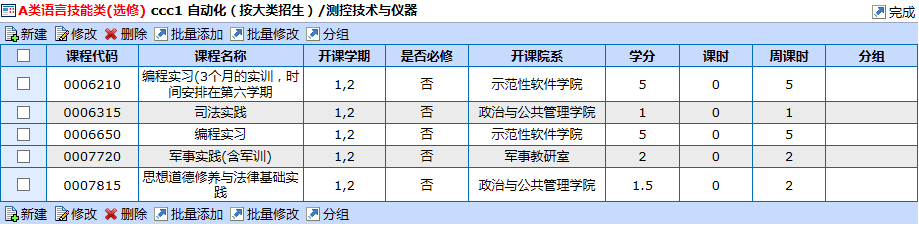 A类语言技能类(选修) ccc1 自动化（按大类招生）/测控技术与仪器 完成
新建 修改 删除 批量添加 批量修改 分组
课程代码 课程名称 开课学期 是否必修 开课院系 学分 课时 周课时 分组
0006210 编程实习(3个月的实训，时 1,2 否 示范性软件学院 5 0 5
间安排在第六学期
0006315 司法实践 1,2 否 政治与公共管理学院 1 0 1
0006650 编程实习 1,2 否 示范性软件学院 5 0 5
0007720 军事实践(含军训) 1,2 否 军事教研室 2 0 2
0007815 思想道德修养与法律基础实 1,2 否 政治与公共管理学院 1.5 0 2
践
新建 修改 删除 批量添加 批量修改 分组